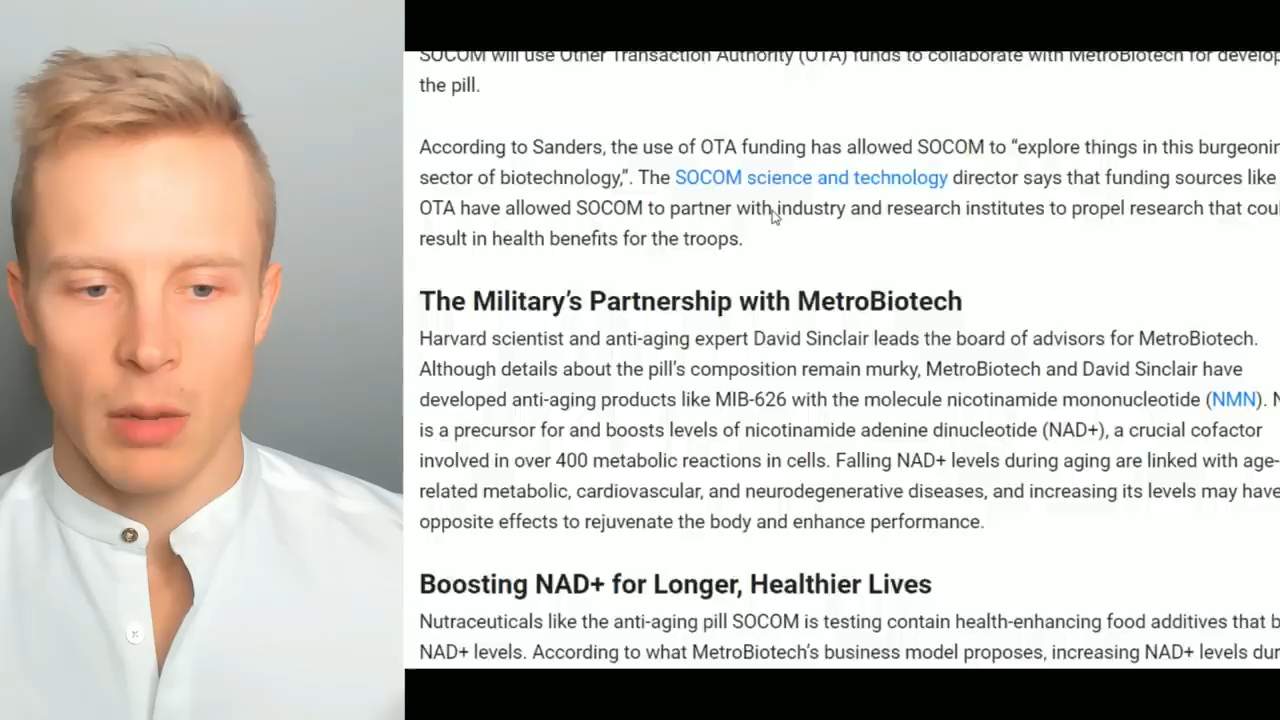 SOCOM will use Other Transaction Authority (OTA) funds to collaborate with MetroBiotech for
the pill.
According to Sanders, the use of OTA funding has allowed SOCOM to “explore things in this
sector of biotechnology,”. The SOCOM science and technology director says that funding sources like
OTA have allowed SOCOM to partner with industry and research institutes to propel research that
result in health benefits for the troops.
The Military’s Partnership with MetroBiotech
Harvard scientist and anti-aging expert David Sinclair leads the board of advisors for MetroBiotech.
Although details about the pill’s composition remain murky, MetroBiotech and David Sinclair have
developed anti-aging products like MIB-626 with the molecule nicotinamide mononucleotide (NMN).
is a precursor for and boosts levels of nicotinamide adenine dinucleotide (NAD+), a crucial cofactor
involved in over 400 metabolic reactions in cells. Falling NAD+ levels during aging are linked with age-
related metabolic, cardiovascular, and neurodegenerative diseases, and increasing its levels may have
opposite effects to rejuvenate the body and enhance performance.
Boosting NAD+ for Longer, Healthier Lives
Nutraceuticals like the anti-aging pill SOCOM is testing contain health-enhancing food additives that
NAD+ levels. According to what MetroBiotech’s business model proposes, increasing NAD+ levels